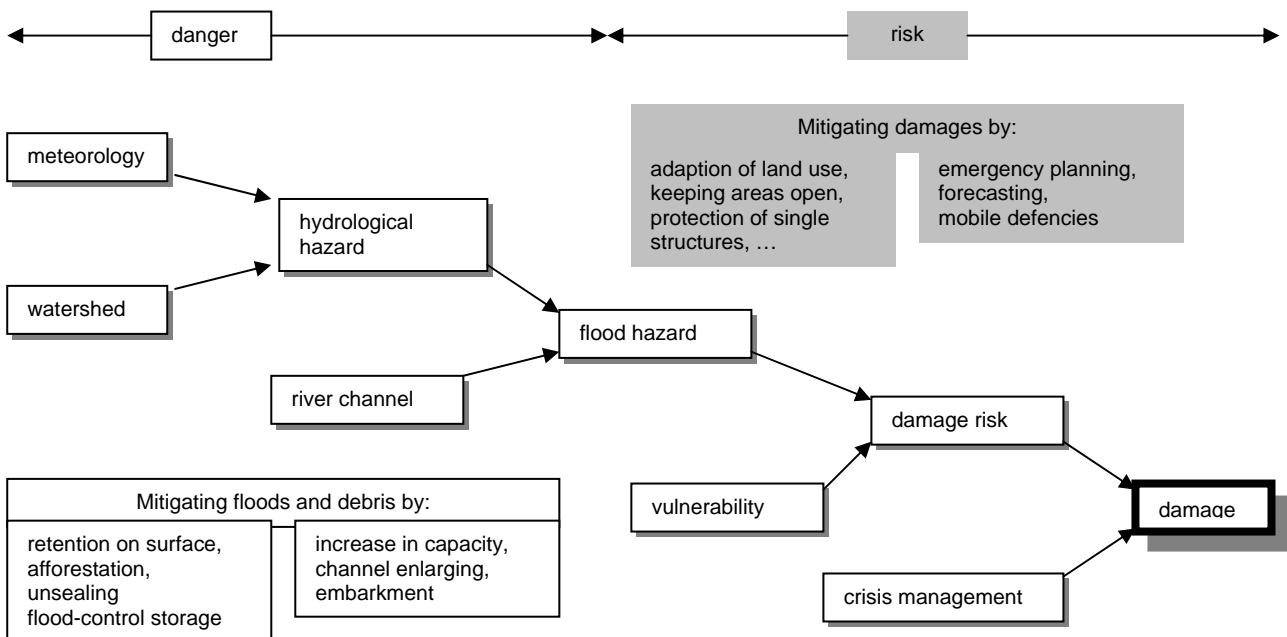 danger
risk
Mitigating damages by:
adaption of land use,
keeping areas open,
protection of single
structures, …
emergency planning,
forecasting,
mobile defencies
meteorology
hydrological
hazard
watershed
flood hazard
river channel
damage risk
vulnerability
damage
crisis management
Mitigating floods and debris by:
retention on surface,
afforestation,
unsealing
flood-control storage
increase in capacity,
channel enlarging,
embarkment